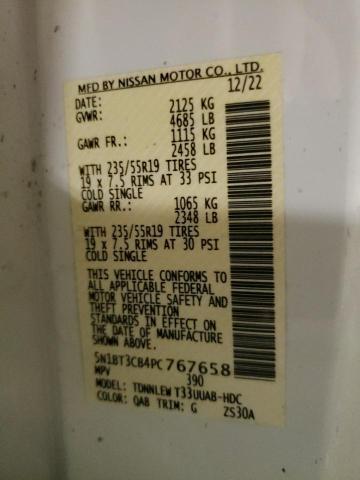 MFD BY NISSAN MOTOR CO., LTD.
DATE: 12/22
GVWR: 2125 KG
4685 LB
GAWR FR.: 1115 KG
2458 LB
WITH 235/55R19 TIRES
19 x 7.5 RIMS AT 33 PSI
COLD SINGLE
GAWR RR.: 1065 KG
2348 LB
WITH 235/55R19 TIRES
19 x 7.5 RIMS AT 30 PSI
COLD SINGLE
THIS VEHICLE CONFORMS TO
ALL APPLICABLE FEDERAL
MOTOR VEHICLE SAFETY AND
THEFT PREVENTION
STANDARDS IN EFFECT ON
THE DATE OF MANUFACTURE
SHOWN ABOVE.
5N1BT3CB4PC767658
MPV 390
MODEL: TDNNLEW T33UUAB-HDC
COLOR: QAB TRIM: G ZS30A